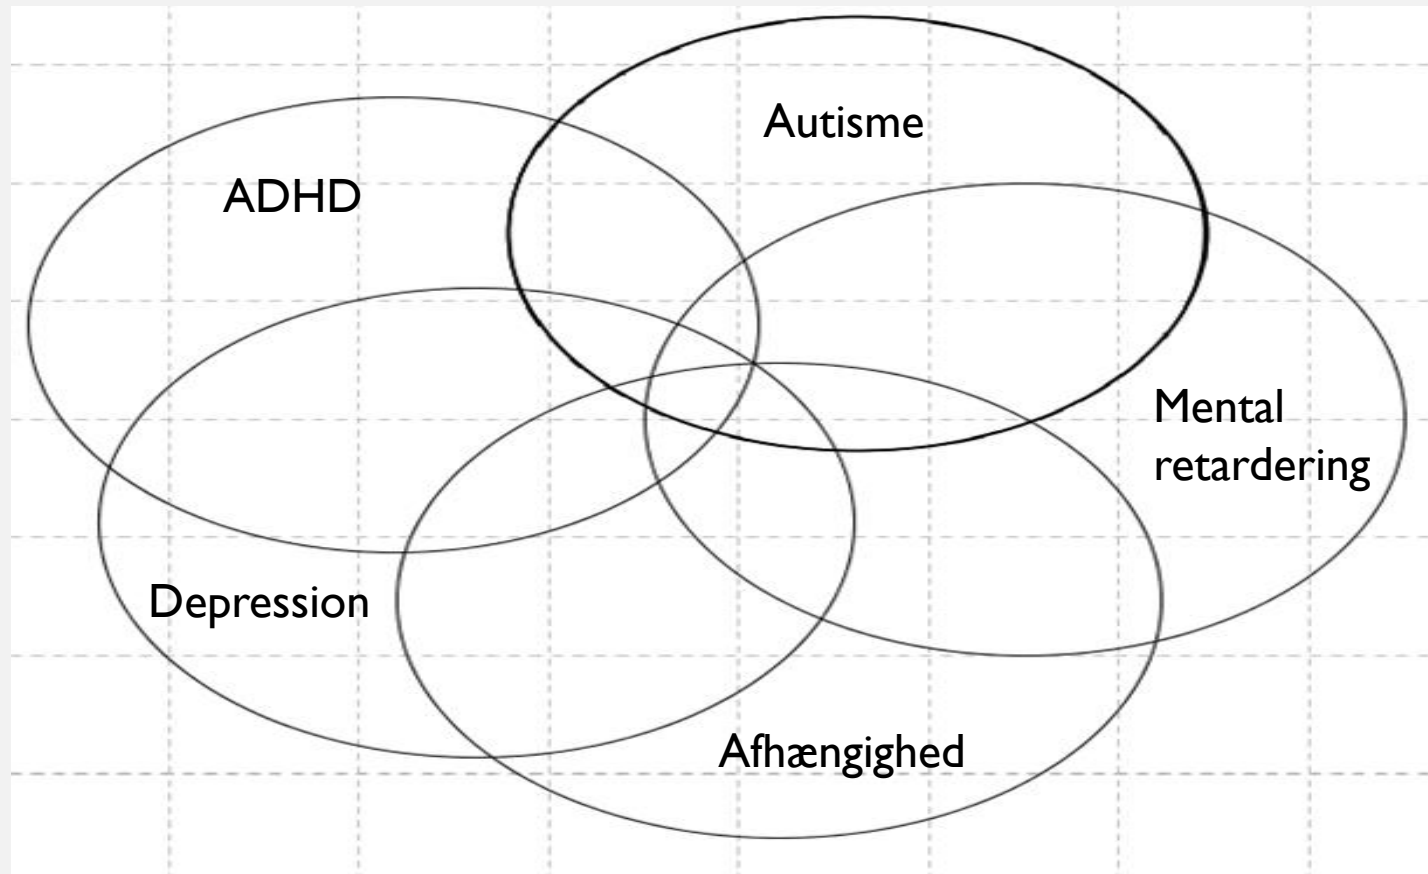 Autisme
ADHD
Mental
retardering
Depression
Afhængighed